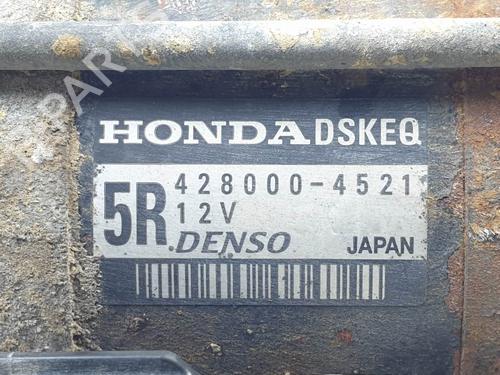 HONDA DSKEQ
5R 428000-4521
12V
DENSO JAPAN